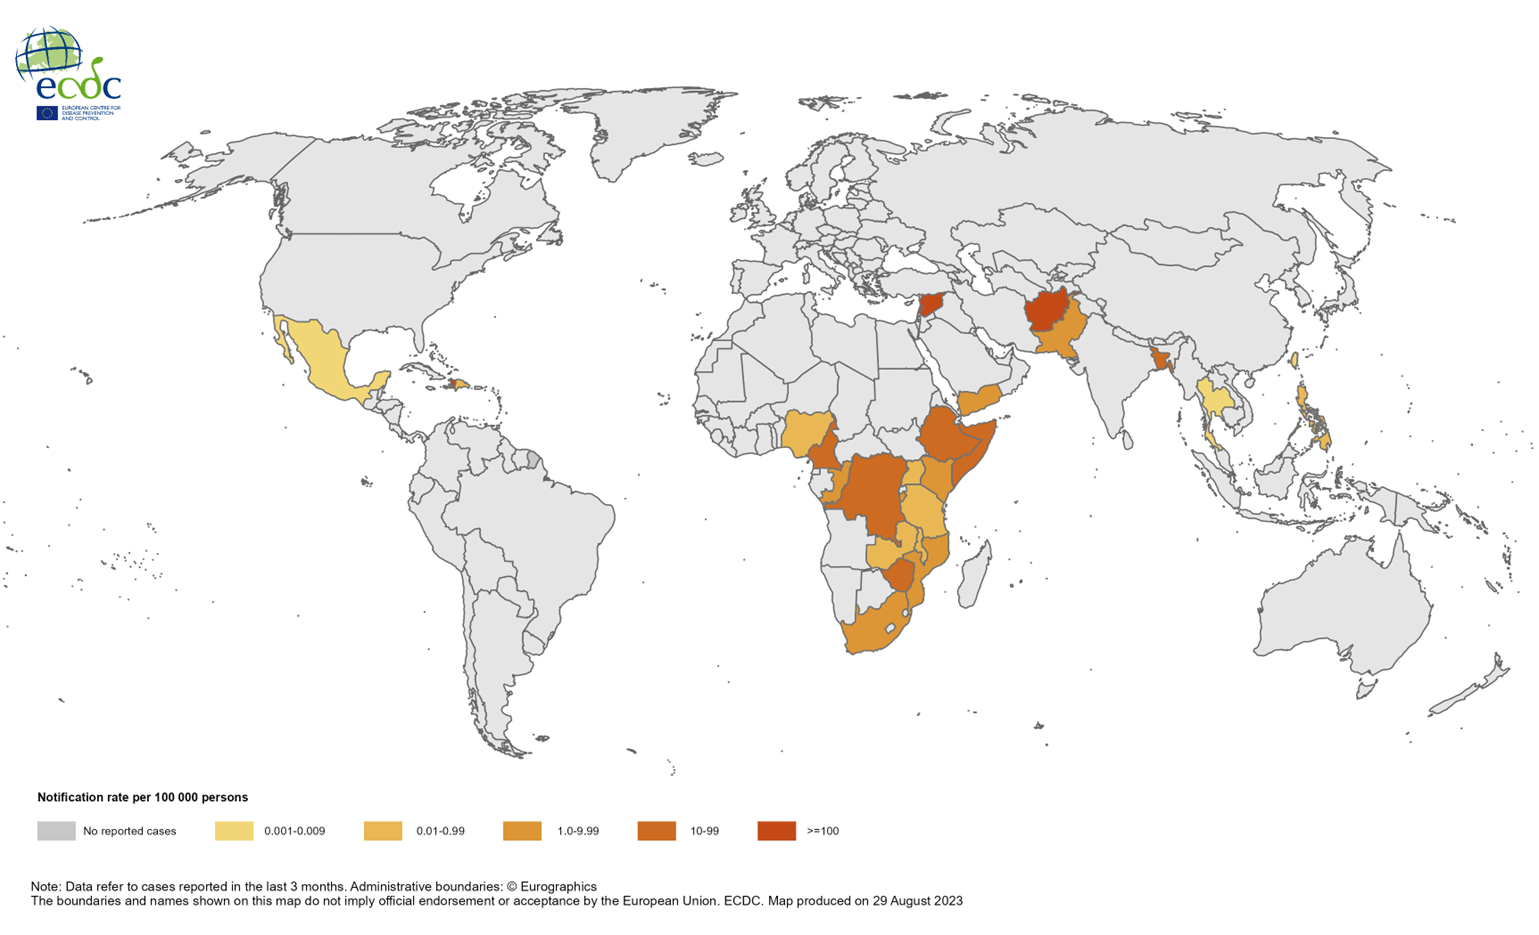 ecdc
EUROPEAN CENTRE FOR
DISEASE PREVENTION
AND CONTROL
Notification rate per 100 000 persons
No reported cases
0.001-0.009
0.01-0.99
1.0-9.99
10-99
>=100
Note: Data refer to cases reported in the last 3 months. Administrative boundaries: © Eurographics
The boundaries and names shown on this map do not imply official endorsement or acceptance by the European Union. ECDC. Map produced on 29 August 2023